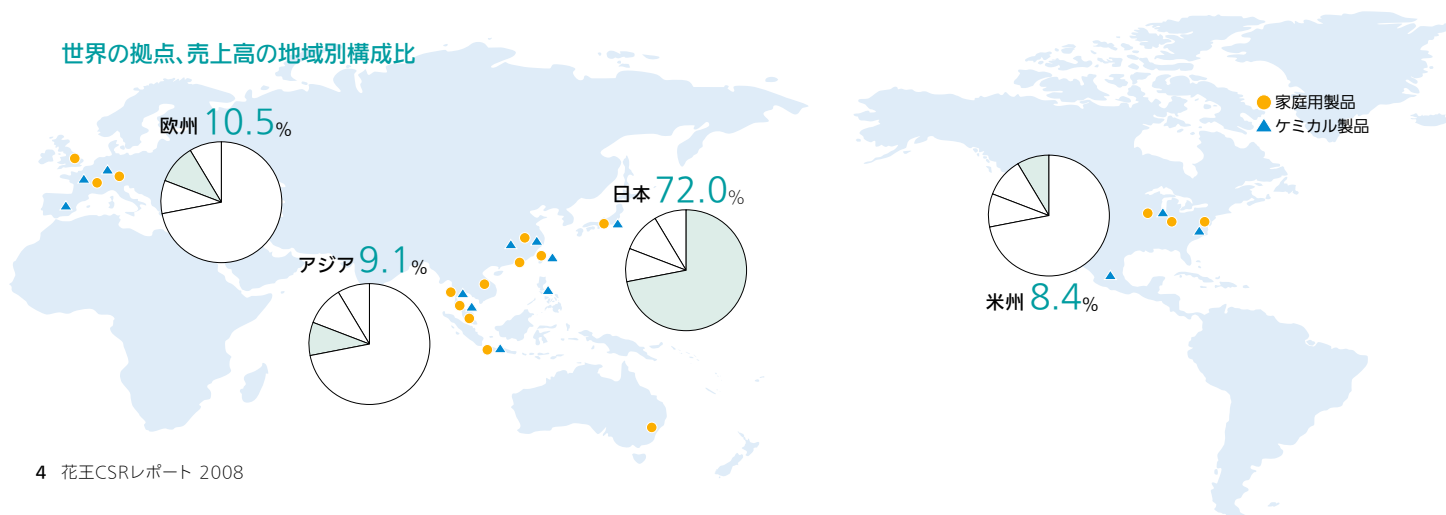 世界の拠点、売上高の地域別構成比
家庭用製品
ケミカル製品
欧州 10.5%
日本 72.0%
アジア 9.1%
米州 8.4%
4 花王CSRレポート 2008